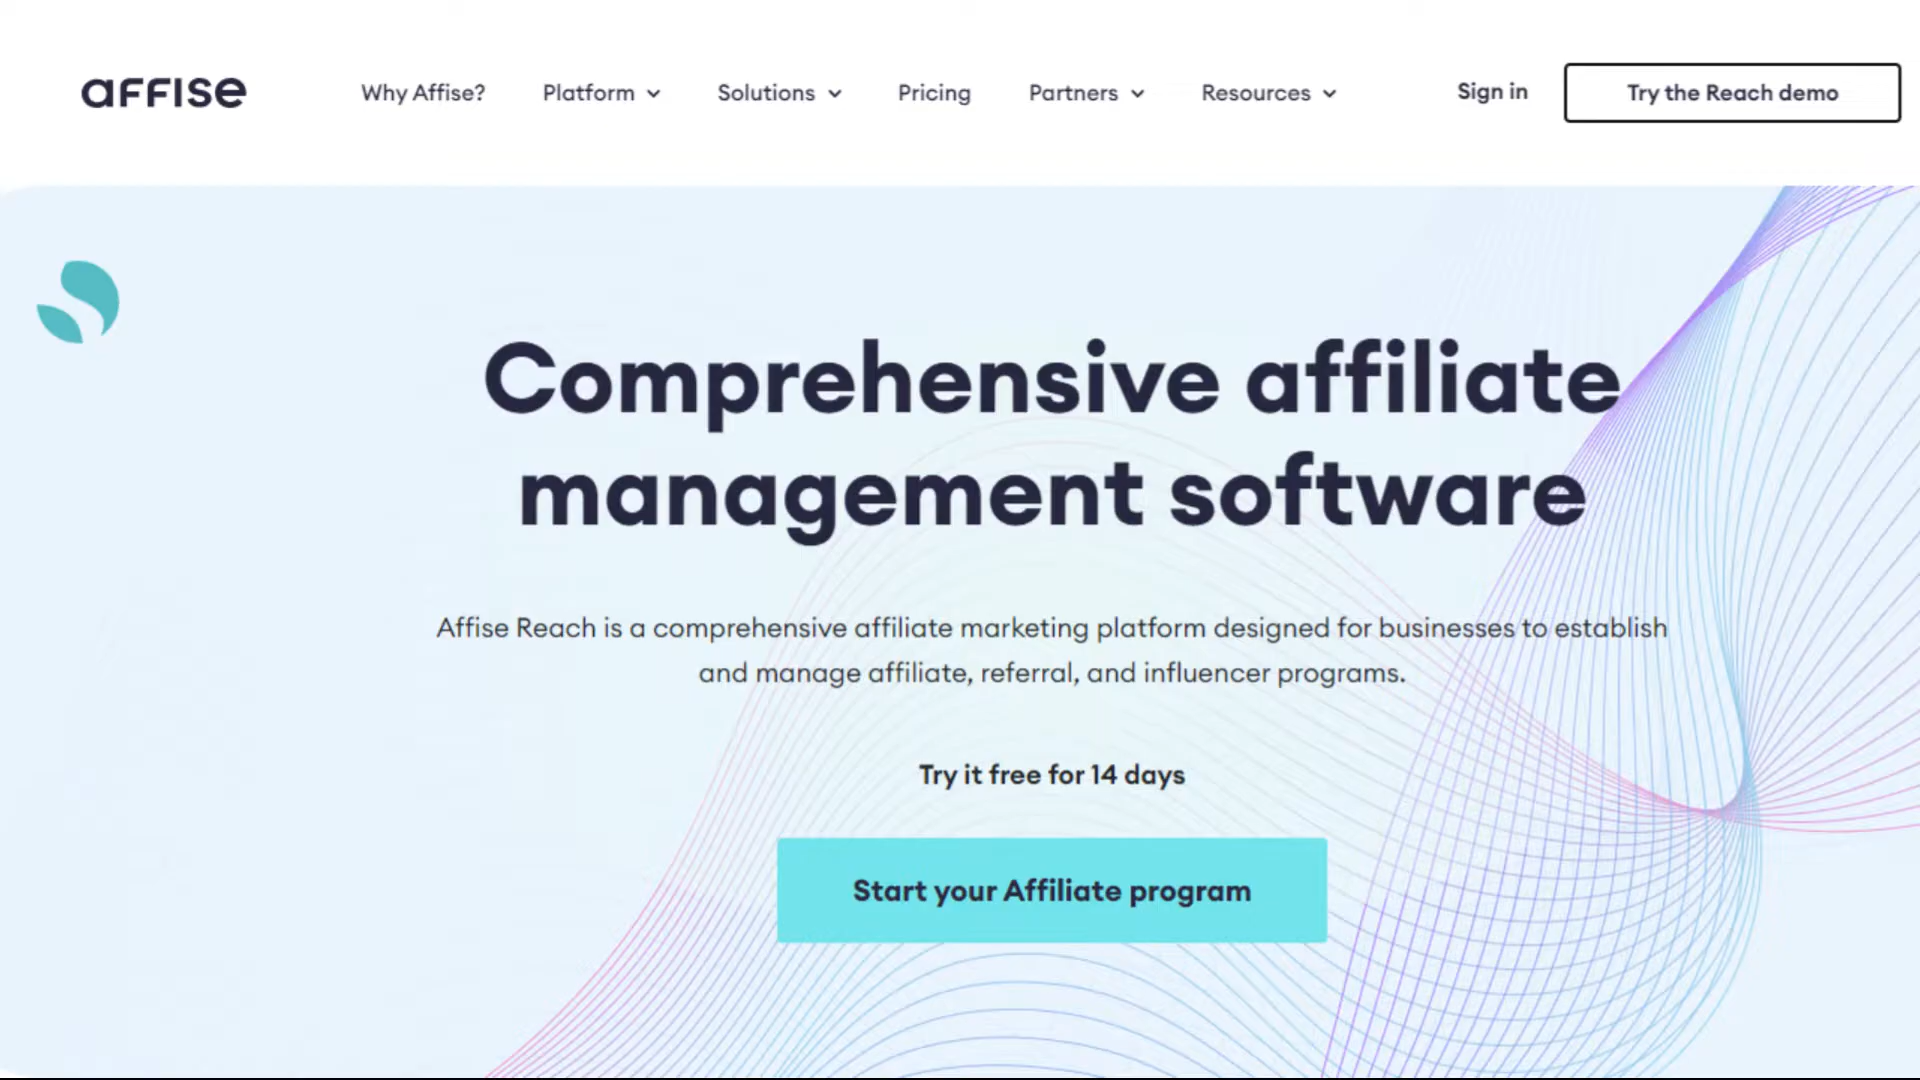 affise
Why Affise? Platform Solutions Pricing Partners Resources Sign in Try the Reach demo
Comprehensive affiliate
management software
Affise Reach is a comprehensive affiliate marketing platform designed for businesses to establish
and manage affiliate, referral, and influencer programs.
Try it free for 14 days
Start your Affiliate program